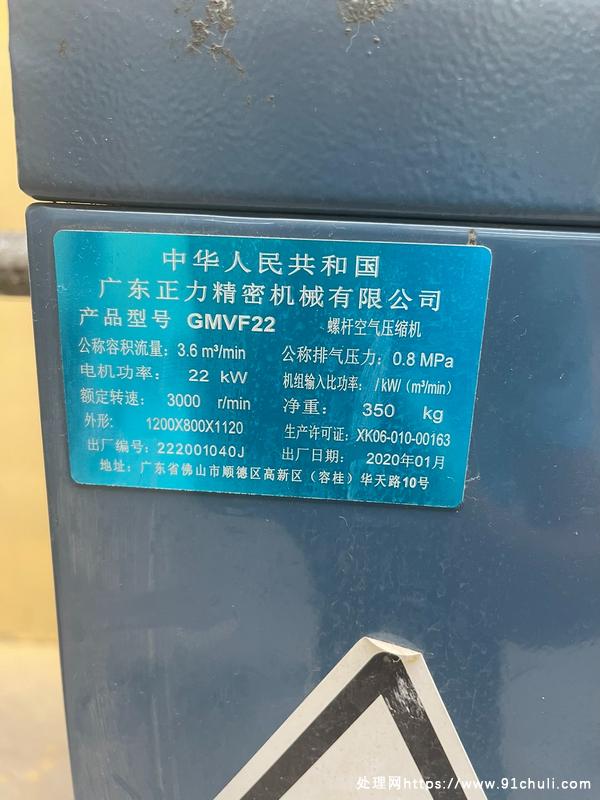 中华人民共和国
广东正力精密机械有限公司
产品型号 GMVF22 螺杆空气压缩机
公称容积流量: 3.6 m³/min 公称排气压力: 0.8 MPa
电机功率: 22 kW 机组输入比功率: /kW/(m³/min)
额定转速: 3000 r/min 净重: 350 kg
外形: 1200X800X1120 生产许可证: XK06-010-00163
出厂编号: 222001040J 出厂日期: 2020年01月
地址: 广东省佛山市顺德区高新区(容桂)华天路10号
处理网https://www.91chuli.com